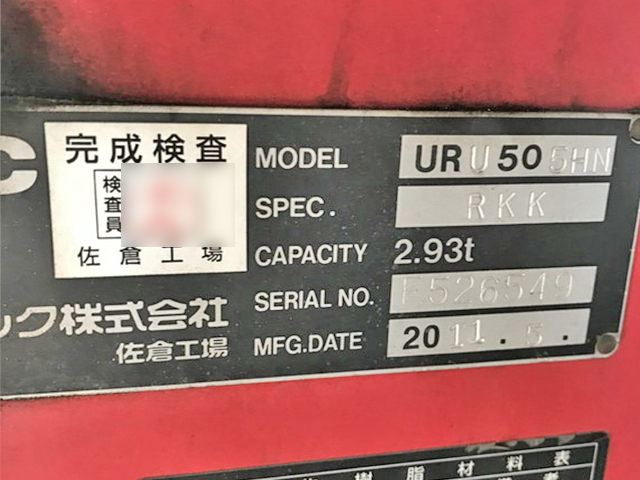 C
完成検査
検査員
佐倉工場
ック株式会社
佐倉工場
MODEL URU505HN
SPEC. RKK
CAPACITY 2.93t
SERIAL NO. F526549
MFG.DATE 2011.5.
樹脂材料表